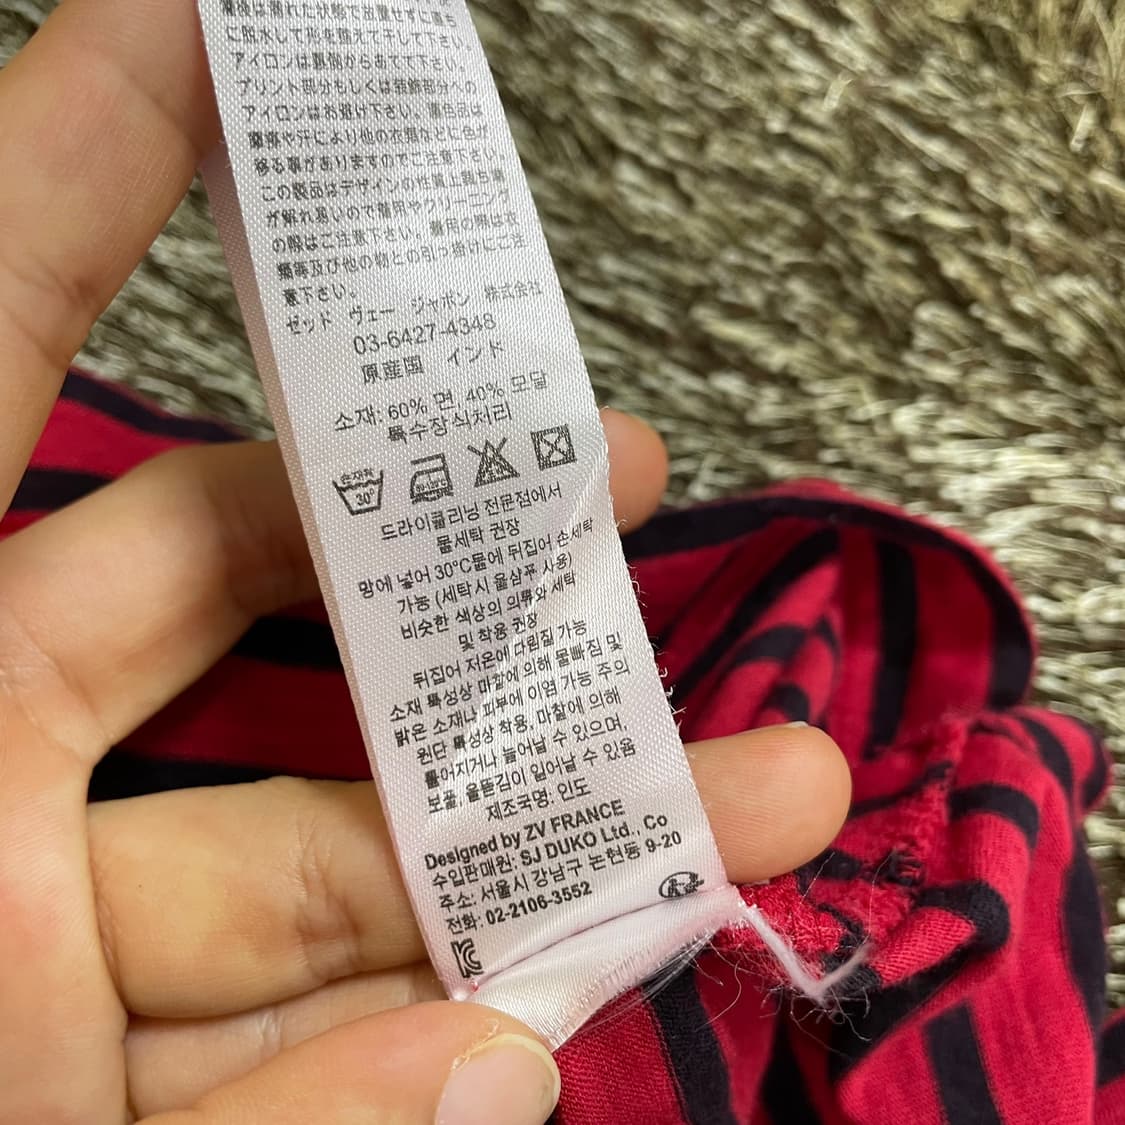 に脱水して形を整えて干して下さい。
アイロンは裏側からあてて下さい。
プリント部分もしくは装飾部分への
アイロンはお避け下さい。濃色品は
摩擦や汗により他の衣類などに色が
移る事がありますのでご注意下さい。
この製品はデザインの性質上裁ち端
が解れ易いので着用やクリーニング
の際はご注意下さい。着用の際は衣
類等及び他の物との引っ掛けにご注
意下さい。
ゼッド ヴェー ジャポン 株式会社
03-6427-4348
原産国 インド
소재: 60% 면, 40% 모달
특수장식처리
손세탁
30°
드라이클리닝 전문점에서
물세탁 권장
망에 넣어 30°C물에 뒤집어 손세탁
가능 (세탁시 울샴푸 사용)
비슷한 색상의 의류와 세탁
및 착용 권장
뒤집어 저온에 다림질 가능
소재 특성상 마찰에 의해 물빠짐 및
밝은 소재나 피부에 이염 가능 주의
원단 특성상 착용, 마찰에 의해
틀어지거나 늘어날 수 있으며,
보풀, 올뜯김이 일어날 수 있음
제조국명: 인도
Designed by ZV FRANCE
수입판매원: SJ DUKO Ltd., Co
주소: 서울시 강남구 논현동 9-20
전화: 02-2106-3552